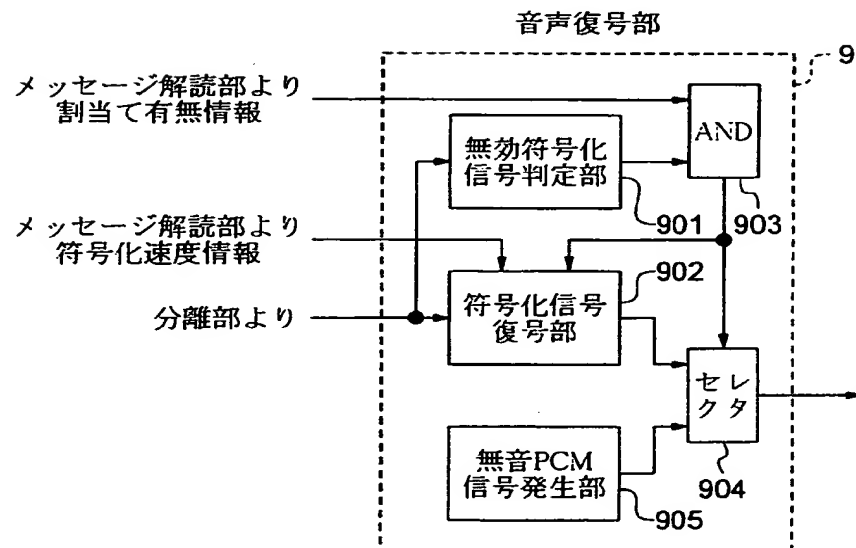 音声復号部
9
メッセージ解読部より
割当て有無情報
AND
無効符号化
信号判定部
901
903
メッセージ解読部より
符号化速度情報
902
符号化信号
復号部
分離部より
セレ
クタ
904
無音PCM
信号発生部
905